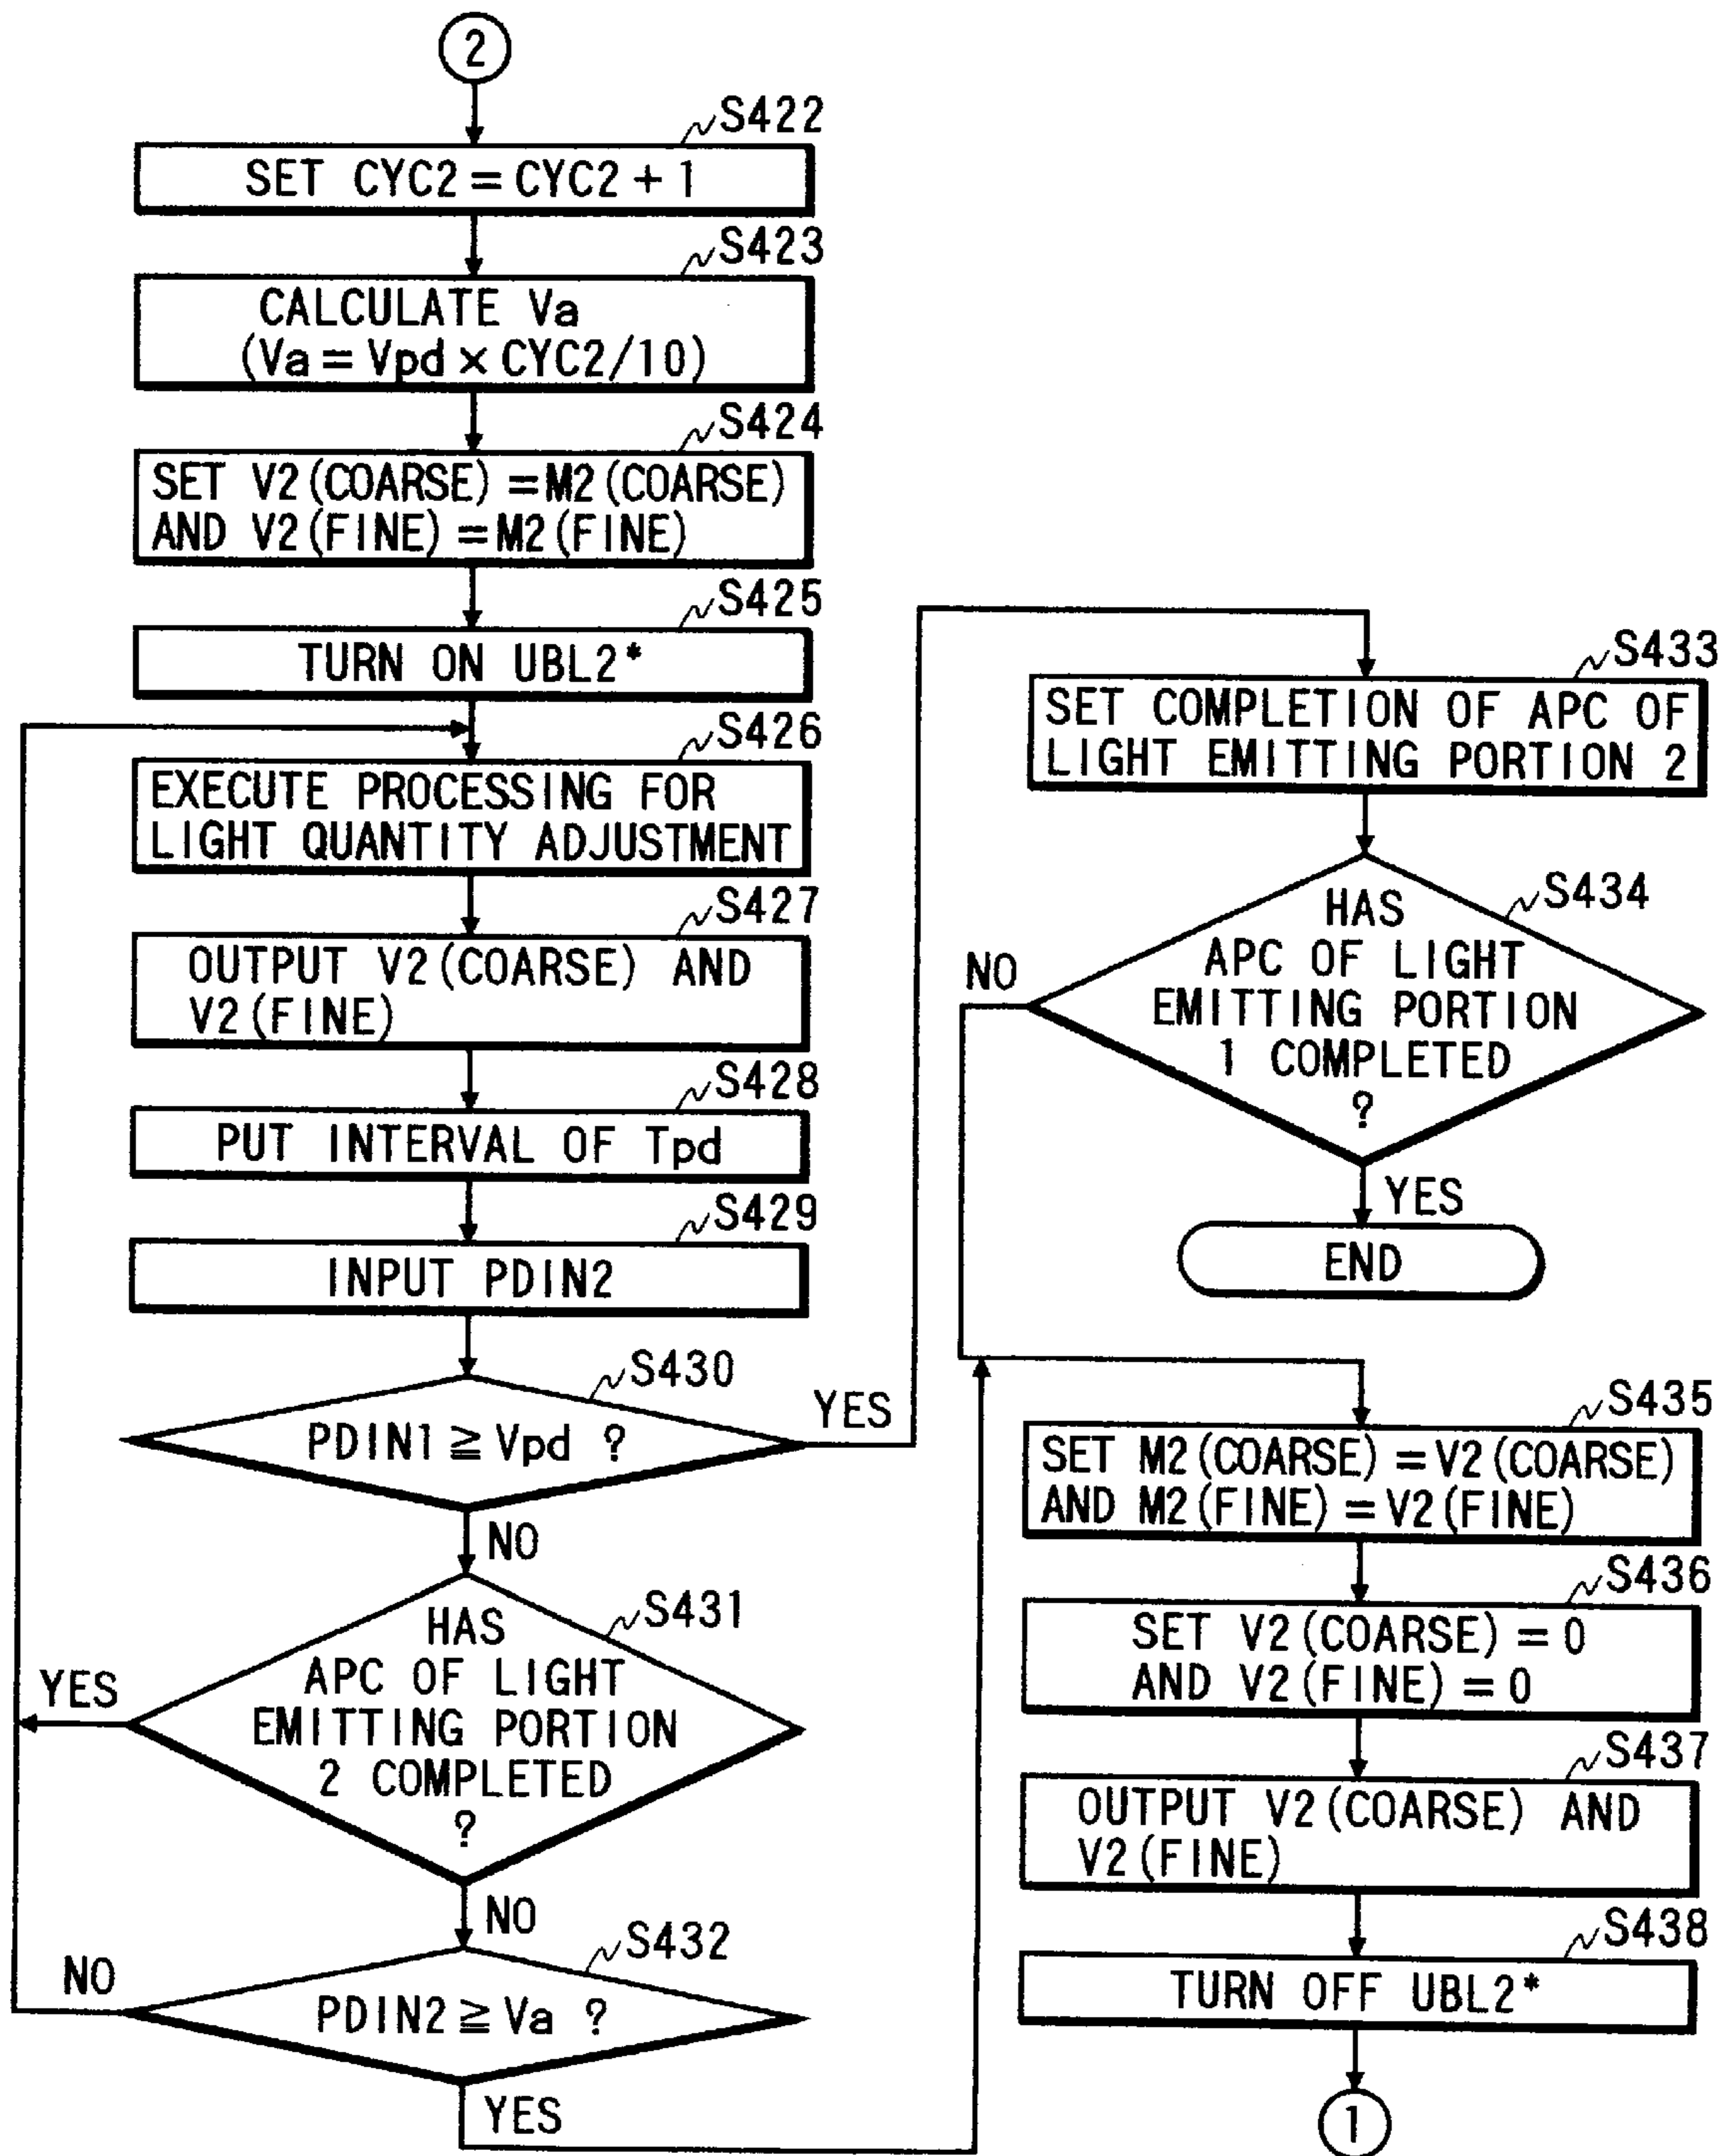 2
S422
SET CYC2 = CYC2 + 1
S423
CALCULATE Va
(Va = Vpd × CYC2/10)
S424
SET V2(COARSE) = M2(COARSE)
AND V2(FINE) = M2(FINE)
S425
TURN ON UBL2*
S426
EXECUTE PROCESSING FOR
LIGHT QUANTITY ADJUSTMENT
S427
OUTPUT V2(COARSE) AND
V2(FINE)
S428
PUT INTERVAL OF Tpd
S429
INPUT PDIN2
S430
PDIN1 ≧ Vpd ?
YES
NO
S431
HAS
APC OF LIGHT
EMITTING PORTION
2 COMPLETED
?
YES
NO
S432
PDIN2 ≧ Va ?
NO
YES
S433
SET COMPLETION OF APC OF
LIGHT EMITTING PORTION 2
S434
HAS
APC OF LIGHT
EMITTING PORTION
1 COMPLETED
?
NO
YES
END
S435
SET M2(COARSE) = V2(COARSE)
AND M2(FINE) = V2(FINE)
S436
SET V2(COARSE) = 0
AND V2(FINE) = 0
S437
OUTPUT V2(COARSE) AND
V2(FINE)
S438
TURN OFF UBL2*
1